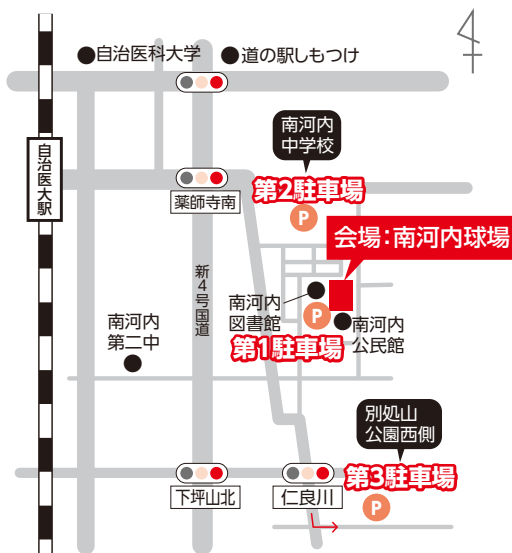 自治医科大学
道の駅しもつけ
自治医大駅
南河内
中学校
第2駐車場
P
薬師寺南
会場：南河内球場
新4号国道
南河内
図書館
P
第1駐車場
南河内
公民館
南河内
第二中
別処山
公園西側
第3駐車場
P
下坪山北
仁良川